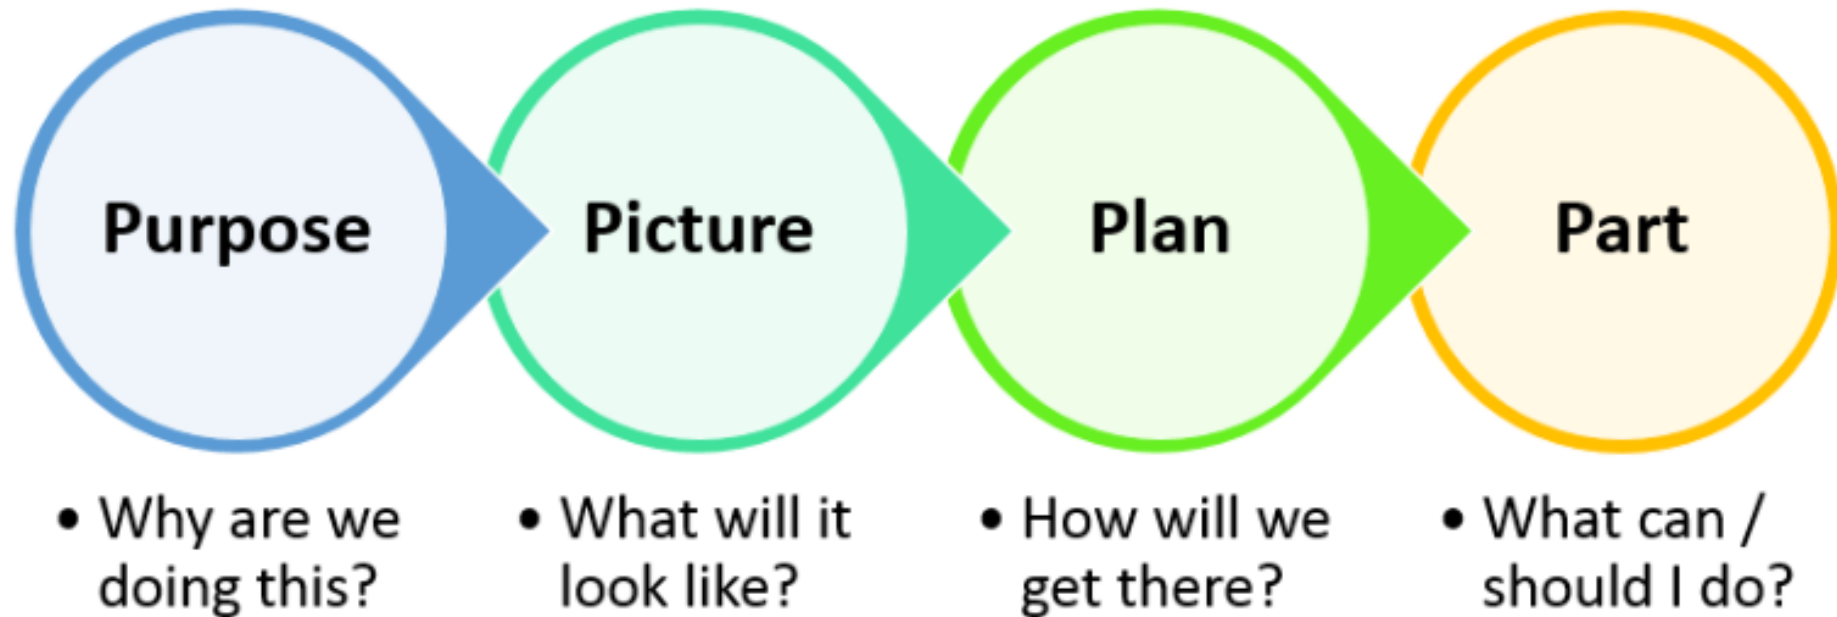 Purpose
Picture
Plan
Part
• Why are we
doing this?
• What will it
look like?
• How will we
get there?
• What can /
should I do?